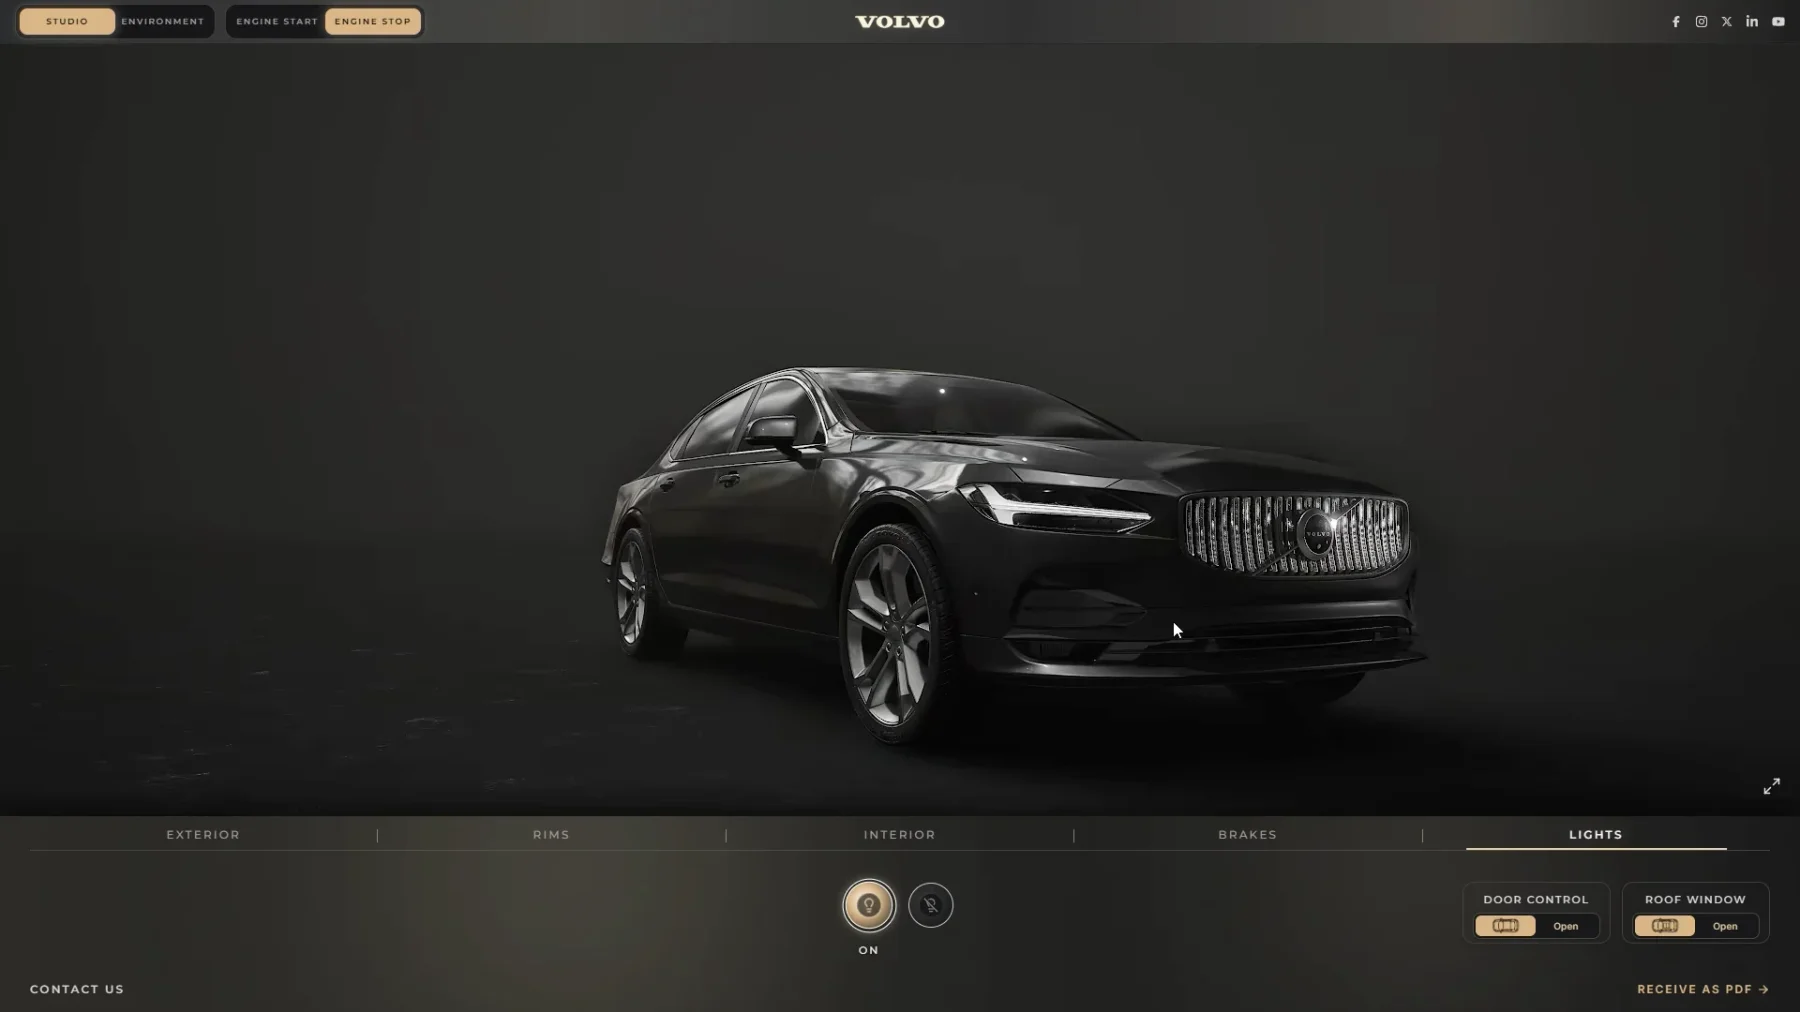 STUDIO ENVIRONMENT ENGINE START ENGINE STOP
VOLVO
VOLVO
EXTERIOR RIMS INTERIOR BRAKES LIGHTS
ON
DOOR CONTROL
Open
ROOF WINDOW
Open
CONTACT US
RECEIVE AS PDF →